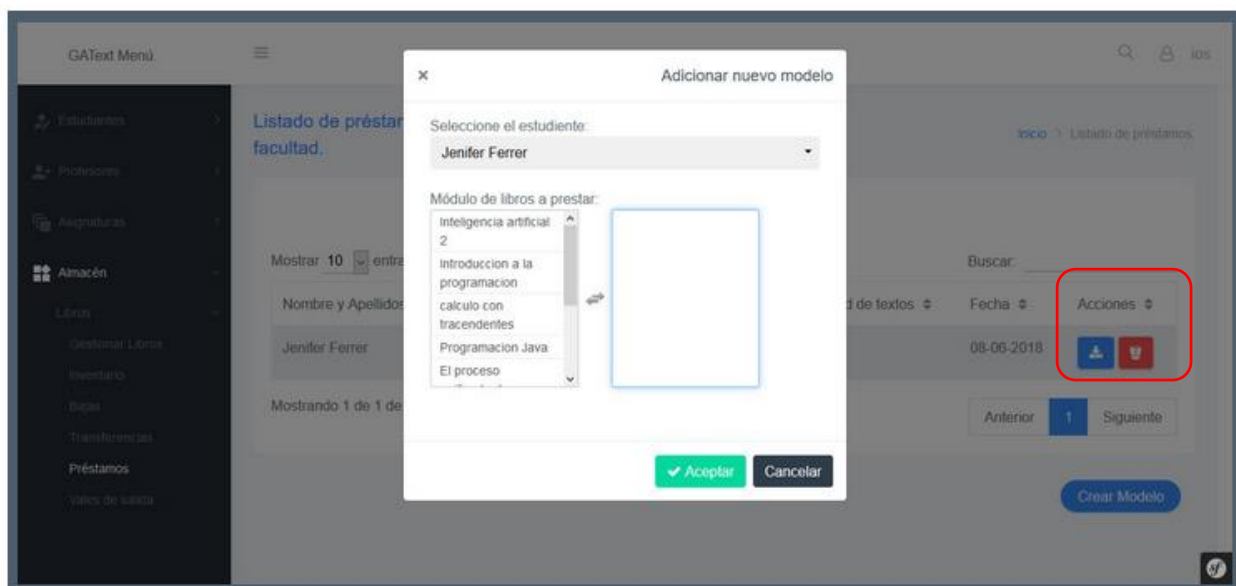 GAText Menú
ios
Adicionar nuevo modelo
Estudiantes
Profesores
Asignaturas
Almacén
Libros
Gestionar Libros
Inventario
Bajas
Transferencias
Préstamos
Vales de salida
Listado de préstar
facultad.
Inicio > Listado de préstamos
Seleccione el estudiante:
Jenifer Ferrer
Módulo de libros a prestar:
Inteligencia artificial
2
Introduccion a la
programacion
calculo con
tracendentes
Programacion Java
El proceso
Mostrar 10 entra
Buscar:
Nombre y Apellidos
d de textos
Fecha
Acciones
Jenifer Ferrer
08-06-2018
Mostrando 1 de 1 de
Anterior 1 Siguiente
Aceptar
Cancelar
Crear Modelo
sf